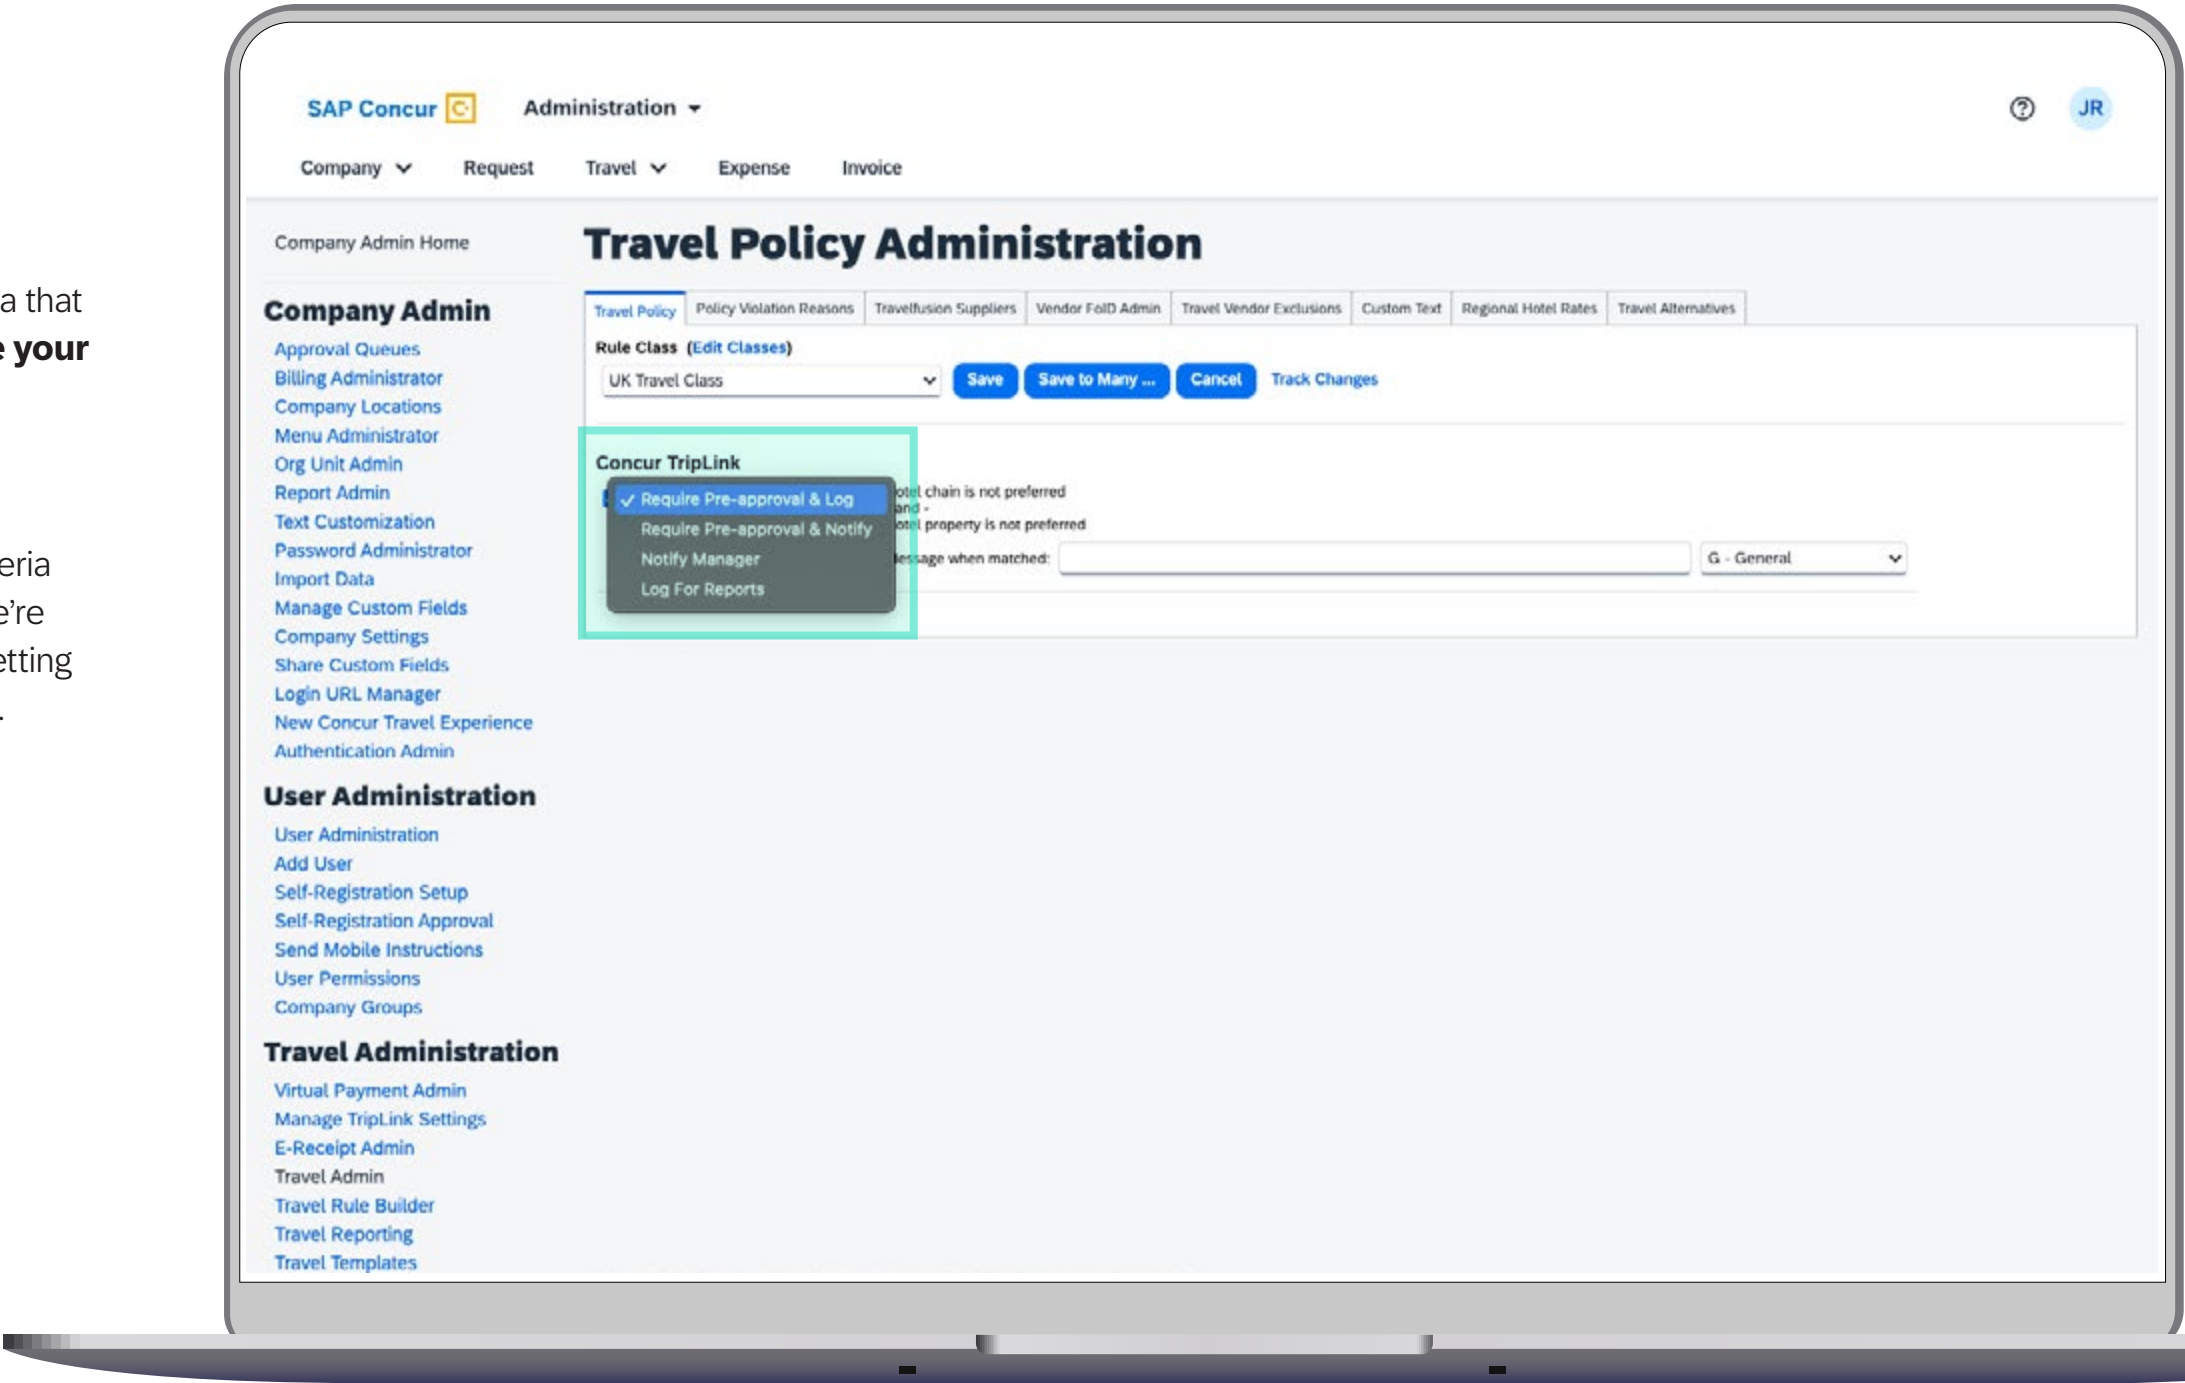 a that
your
eria
e're
etting
SAP Concur C Administration
JR
Company Request Travel Expense Invoice
Company Admin Home
Travel Policy Administration
Company Admin
Approval Queues
Billing Administrator
Company Locations
Menu Administrator
Org Unit Admin
Report Admin
Text Customization
Password Administrator
Import Data
Manage Custom Fields
Company Settings
Share Custom Fields
Login URL Manager
New Concur Travel Experience
Authentication Admin
User Administration
User Administration
Add User
Self-Registration Setup
Self-Registration Approval
Send Mobile Instructions
User Permissions
Company Groups
Travel Administration
Virtual Payment Admin
Manage TripLink Settings
E-Receipt Admin
Travel Admin
Travel Rule Builder
Travel Reporting
Travel Templates
Travel Policy Policy Violation Reasons Travelfusion Suppliers Vendor FoID Admin Travel Vendor Exclusions Custom Text Regional Hotel Rates Travel Alternatives
Rule Class (Edit Classes)
UK Travel Class Save Save to Many ... Cancel Track Changes
Concur TripLink
✓ Require Pre-approval & Log
Require Pre-approval & Notify
Notify Manager
Log For Reports
otel chain is not preferred
and -
otel property is not preferred
essage when matched: G - General